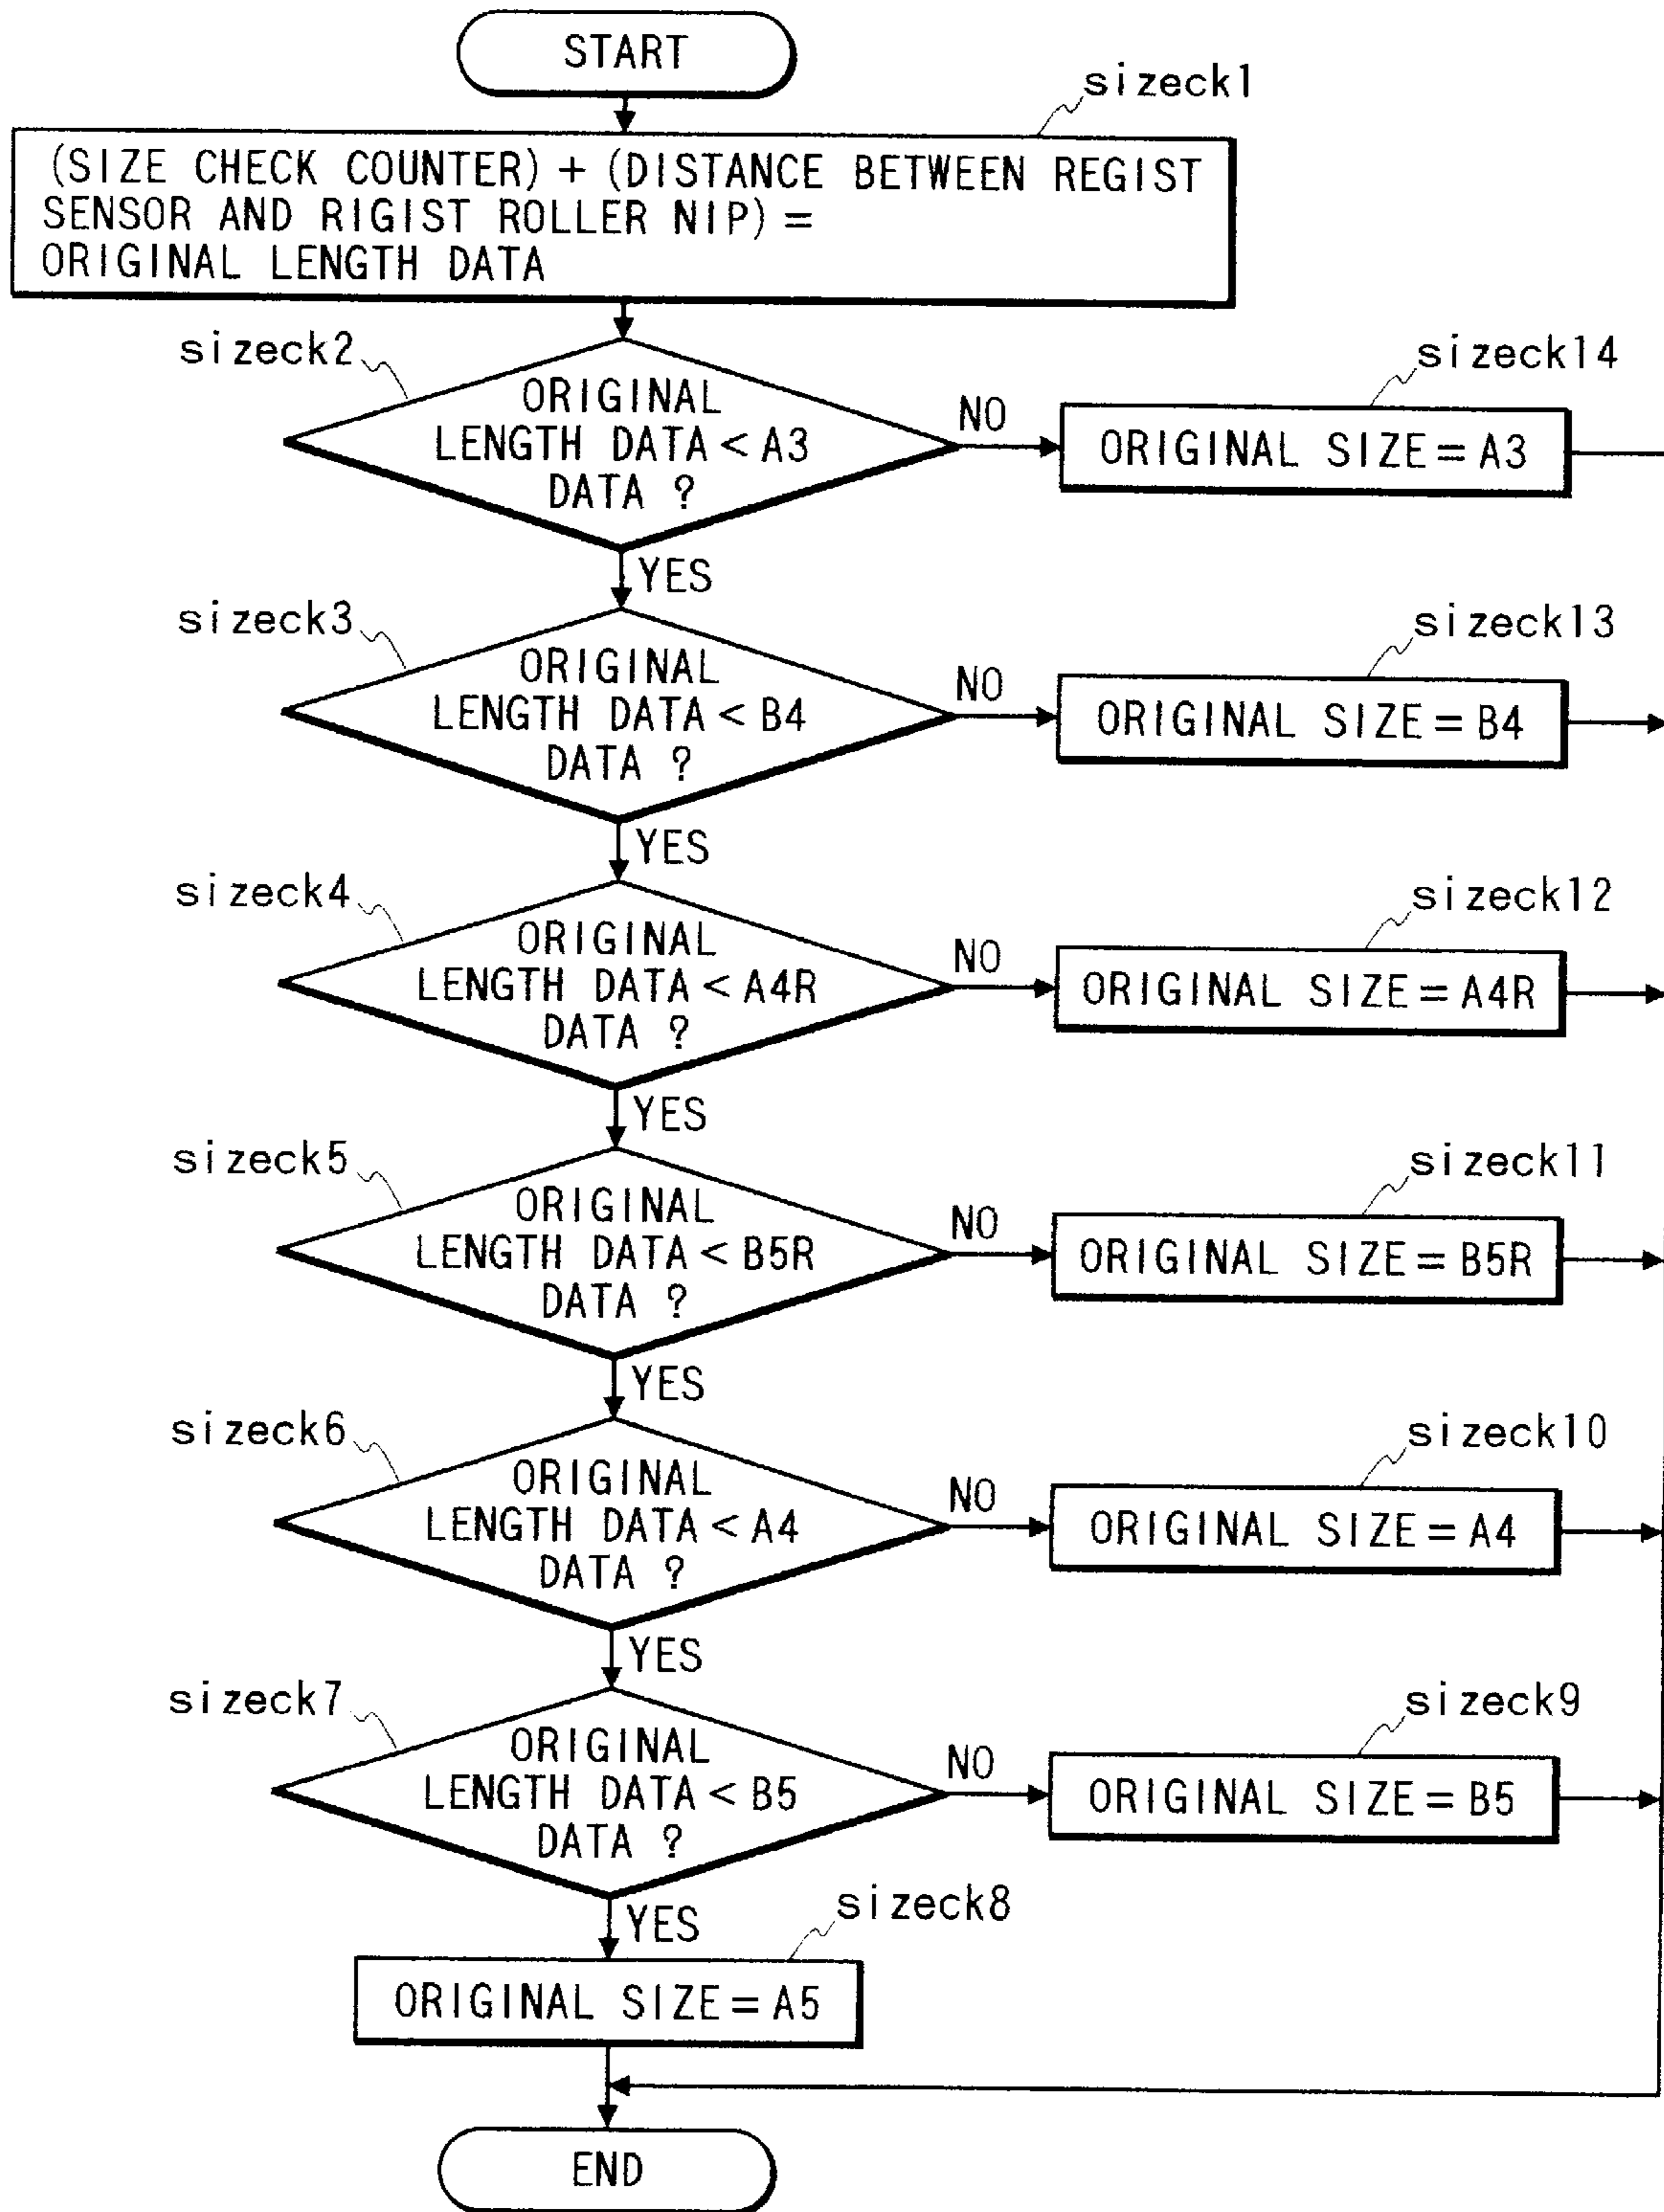 START
sizeck1
(SIZE CHECK COUNTER) + (DISTANCE BETWEEN REGIST
SENSOR AND RIGIST ROLLER NIP) =
ORIGINAL LENGTH DATA
sizeck2
ORIGINAL
LENGTH DATA < A3
DATA ?
NO
sizeck14
ORIGINAL SIZE = A3
YES
sizeck3
ORIGINAL
LENGTH DATA < B4
DATA ?
NO
sizeck13
ORIGINAL SIZE = B4
YES
sizeck4
ORIGINAL
LENGTH DATA < A4R
DATA ?
NO
sizeck12
ORIGINAL SIZE = A4R
YES
sizeck5
ORIGINAL
LENGTH DATA < B5R
DATA ?
NO
sizeck11
ORIGINAL SIZE = B5R
YES
sizeck6
ORIGINAL
LENGTH DATA < A4
DATA ?
NO
sizeck10
ORIGINAL SIZE = A4
YES
sizeck7
ORIGINAL
LENGTH DATA < B5
DATA ?
NO
sizeck9
ORIGINAL SIZE = B5
YES
sizeck8
ORIGINAL SIZE = A5
END